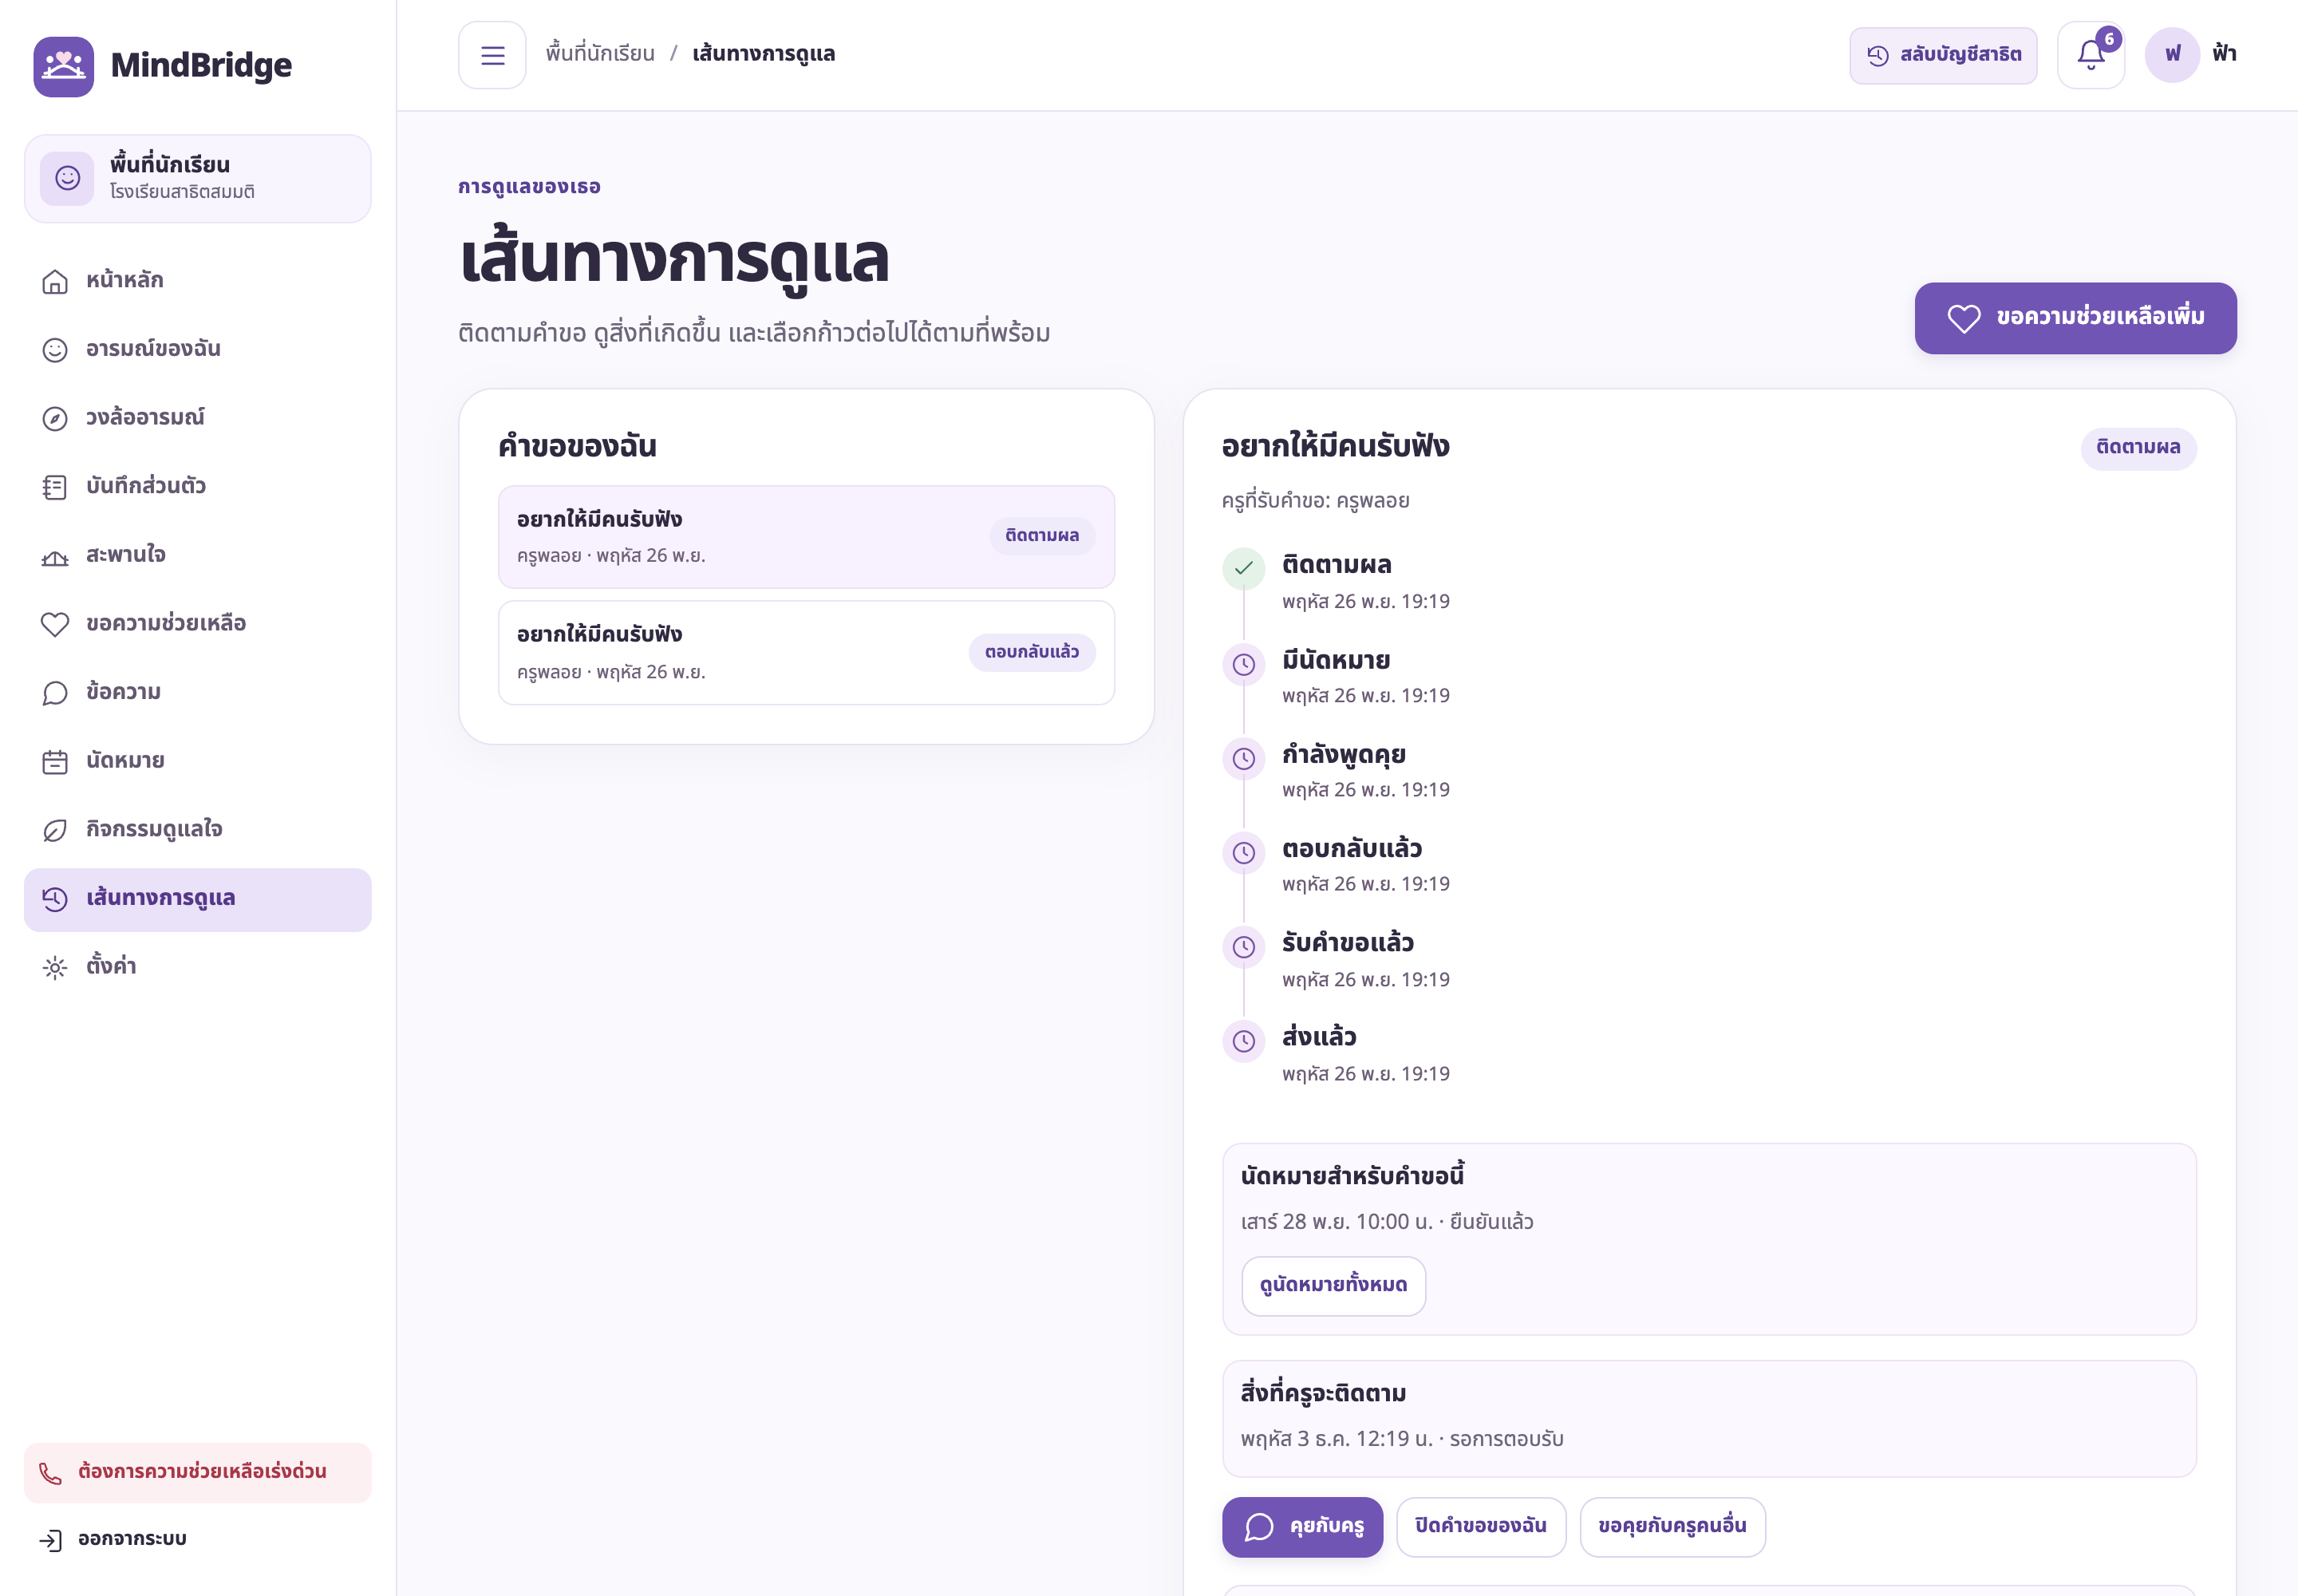 MindBridge
พื้นที่นักเรียน
โรงเรียนสาธิตสมมติ
หน้าหลัก
อารมณ์ของฉัน
วงล้ออารมณ์
บันทึกส่วนตัว
สะพานใจ
ขอความช่วยเหลือ
ข้อความ
นัดหมาย
กิจกรรมดูแลใจ
เส้นทางการดูแล
ตั้งค่า
ต้องการความช่วยเหลือเร่งด่วน
ออกจากระบบ
พื้นที่นักเรียน / เส้นทางการดูแล
สลับบัญชีสาธิต
6
ฟ ฟ้า
การดูแลของเธอ
เส้นทางการดูแล
ติดตามคำขอ ดูสิ่งที่เกิดขึ้น และเลือกก้าวต่อไปได้ตามที่พร้อม
ขอความช่วยเหลือเพิ่ม
คำขอของฉัน
อยากให้มีคนรับฟัง
ครูพลอย · พฤหัส 26 พ.ย.
ติดตามผล
อยากให้มีคนรับฟัง
ครูพลอย · พฤหัส 26 พ.ย.
ตอบกลับแล้ว
อยากให้มีคนรับฟัง
ติดตามผล
ครูที่รับคำขอ: ครูพลอย
ติดตามผล
พฤหัส 26 พ.ย. 19:19
มีนัดหมาย
พฤหัส 26 พ.ย. 19:19
กำลังพูดคุย
พฤหัส 26 พ.ย. 19:19
ตอบกลับแล้ว
พฤหัส 26 พ.ย. 19:19
รับคำขอแล้ว
พฤหัส 26 พ.ย. 19:19
ส่งแล้ว
พฤหัส 26 พ.ย. 19:19
นัดหมายสำหรับคำขอนี้
เสาร์ 28 พ.ย. 10:00 น. · ยืนยันแล้ว
ดูนัดหมายทั้งหมด
สิ่งที่ครูจะติดตาม
พฤหัส 3 ธ.ค. 12:19 น. · รอการตอบรับ
คุยกับครู
ปิดคำขอของฉัน
ขอคุยกับครูคนอื่น